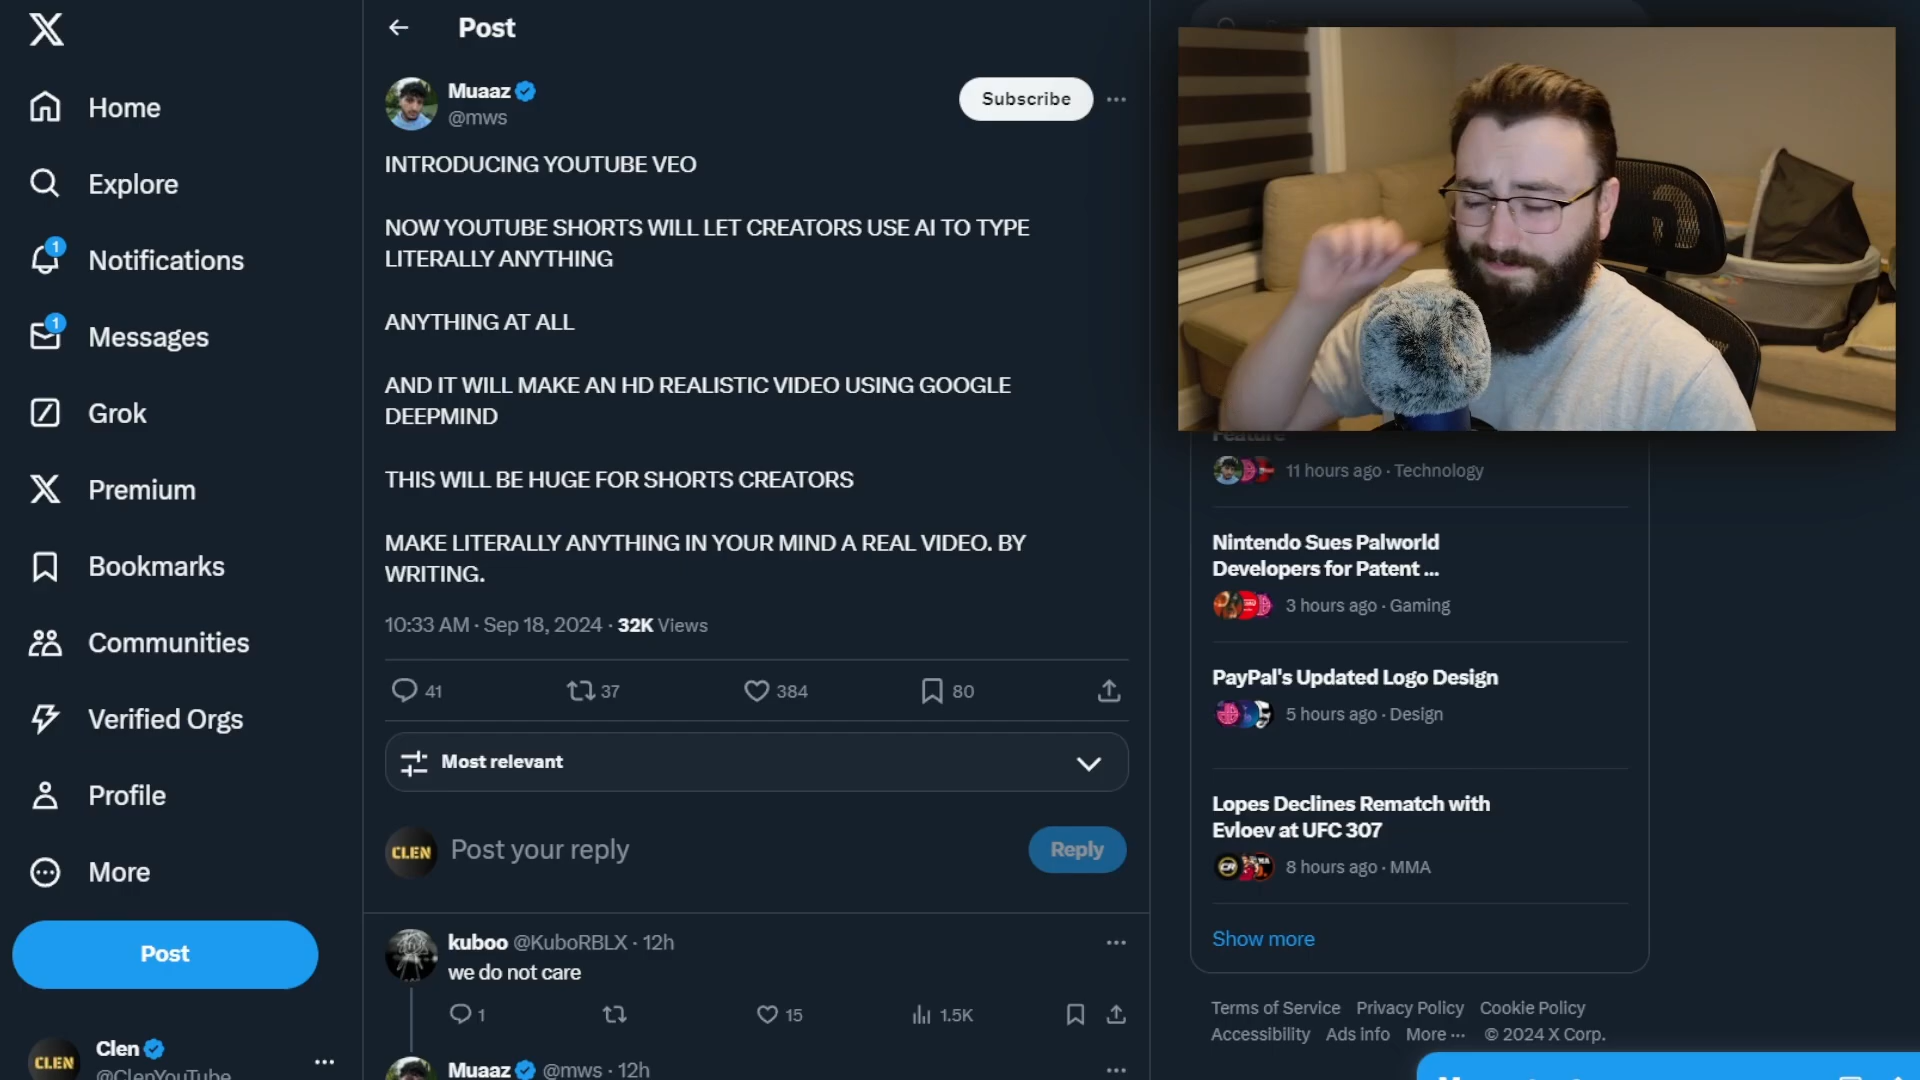 Home
Explore
1
Notifications
1
Messages
Grok
Premium
Bookmarks
Communities
Verified Orgs
Profile
More
Post
Clen
@ClenYouTube
Post
Muaaz
@mws
Subscribe
INTRODUCING YOUTUBE VEO
NOW YOUTUBE SHORTS WILL LET CREATORS USE AI TO TYPE
LITERALLY ANYTHING
ANYTHING AT ALL
AND IT WILL MAKE AN HD REALISTIC VIDEO USING GOOGLE
DEEPMIND
THIS WILL BE HUGE FOR SHORTS CREATORS
MAKE LITERALLY ANYTHING IN YOUR MIND A REAL VIDEO. BY
WRITING.
10:33 AM · Sep 18, 2024 · 32K Views
41 37 384 80
Most relevant
CLEN
Post your reply
Reply
kuboo @KuboRBLX · 12h
we do not care
1 15 1.5K
Muaaz @mws · 12h
Feature
11 hours ago · Technology
Nintendo Sues Palworld
Developers for Patent ...
3 hours ago · Gaming
PayPal's Updated Logo Design
5 hours ago · Design
Lopes Declines Rematch with
Evloev at UFC 307
8 hours ago · MMA
Show more
Terms of Service Privacy Policy Cookie Policy
Accessibility Ads info More ··· © 2024 X Corp.
CLEN